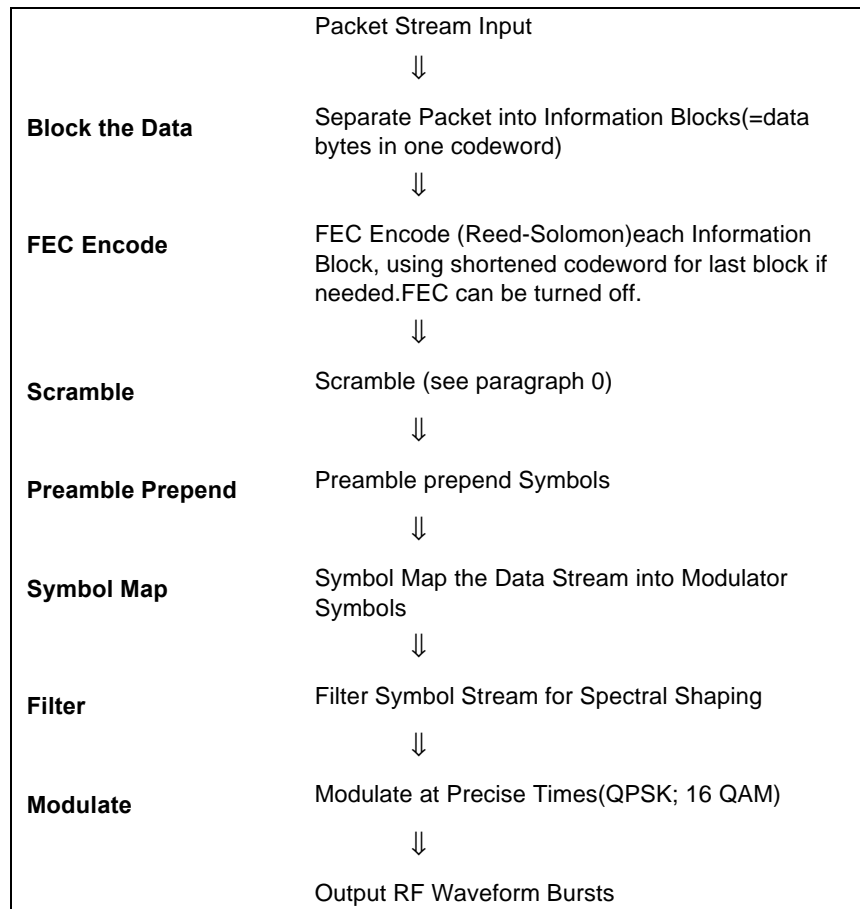 Packet Stream Input
⇓
Block the Data
Separate Packet into Information Blocks(=data
bytes in one codeword)
⇓
FEC Encode
FEC Encode (Reed-Solomon)each Information
Block, using shortened codeword for last block if
needed.FEC can be turned off.
⇓
Scramble
Scramble (see paragraph 0)
⇓
Preamble Prepend
Preamble prepend Symbols
⇓
Symbol Map
Symbol Map the Data Stream into Modulator
Symbols
⇓
Filter
Filter Symbol Stream for Spectral Shaping
⇓
Modulate
Modulate at Precise Times(QPSK; 16 QAM)
⇓
Output RF Waveform Bursts